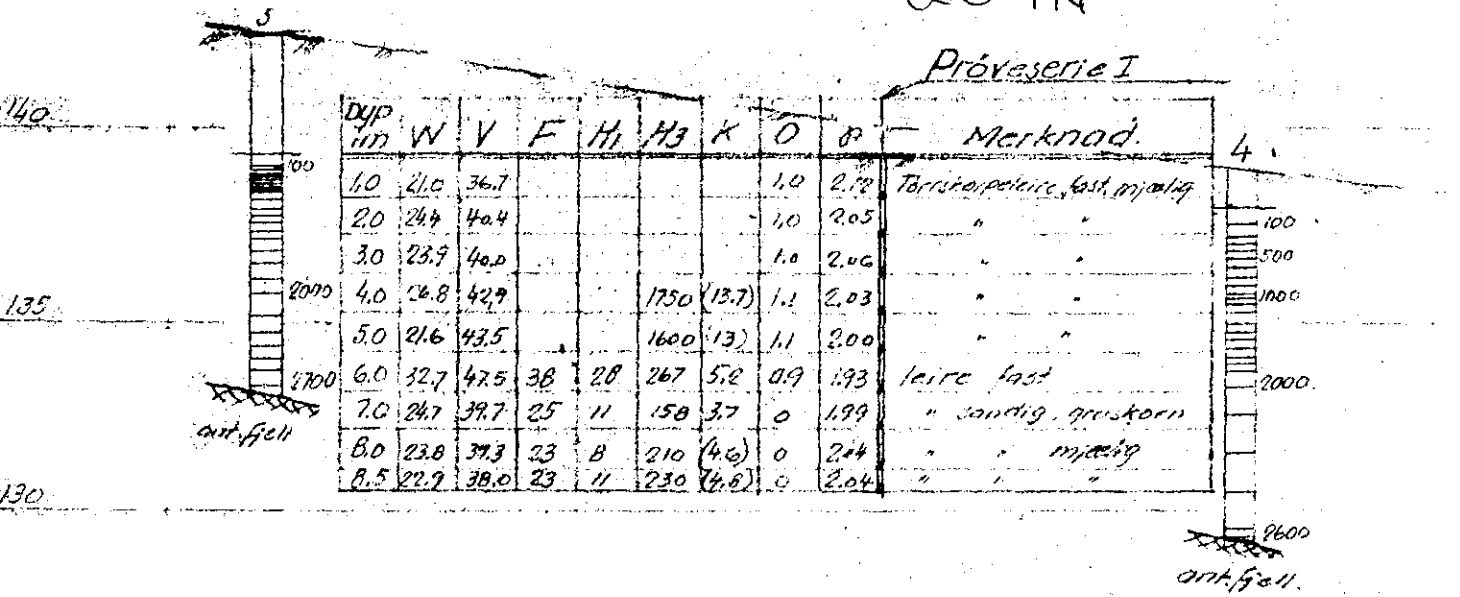 5
Prøveserie I
140
Dyp i m W V F H1 H3 K O ρ Merknad.
4
100
1.0 21.0 36.7 1.0 2.12 Tørrskorpeleire, fast, mjælig
2.0 24.4 40.4 1.0 2.05 " "
100
3.0 23.9 40.0 1.0 2.06 " "
500
135
2000
4.0 26.8 42.9 1750 (13.7) 1.1 2.03 " "
1000
5.0 21.6 43.5 1600 (13) 1.1 2.00 " "
2700
6.0 32.7 47.5 38 28 267 5.2 0.9 1.93 leire fast
2000
7.0 24.7 39.7 25 11 158 3.7 0 1.99 " sandig, gruskorn
ant. fjell
8.0 23.8 39.3 23 8 210 (4.6) 0 2.04 " " mjælig
8.5 22.9 38.0 23 11 230 (4.6) 0 2.04 " " "
130
2600
ant. fjell.